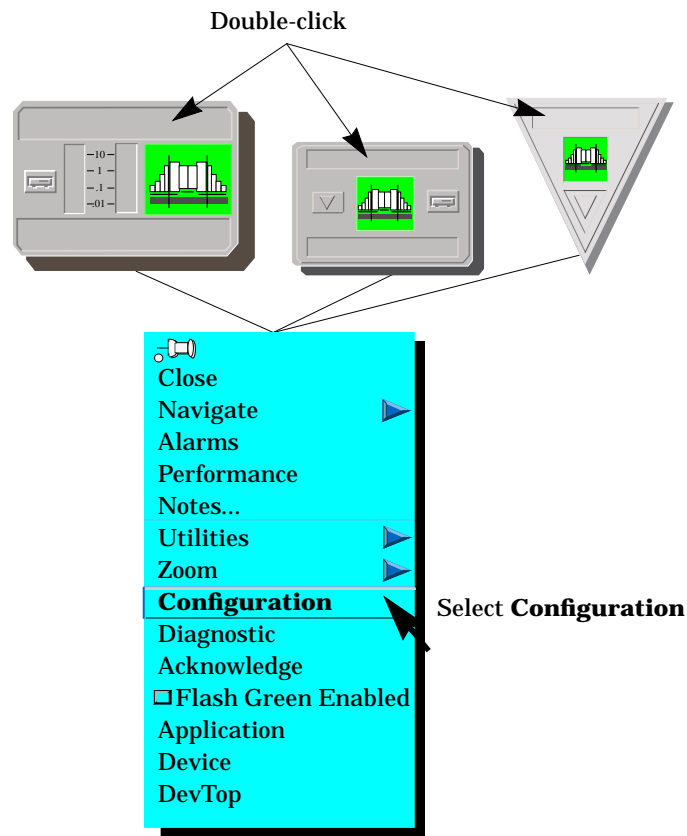 Double-click
10
1
.1
.01
Close
Navigate
Alarms
Performance
Notes...
Utilities
Zoom
Configuration
Select Configuration
Diagnostic
Acknowledge
Flash Green Enabled
Application
Device
DevTop